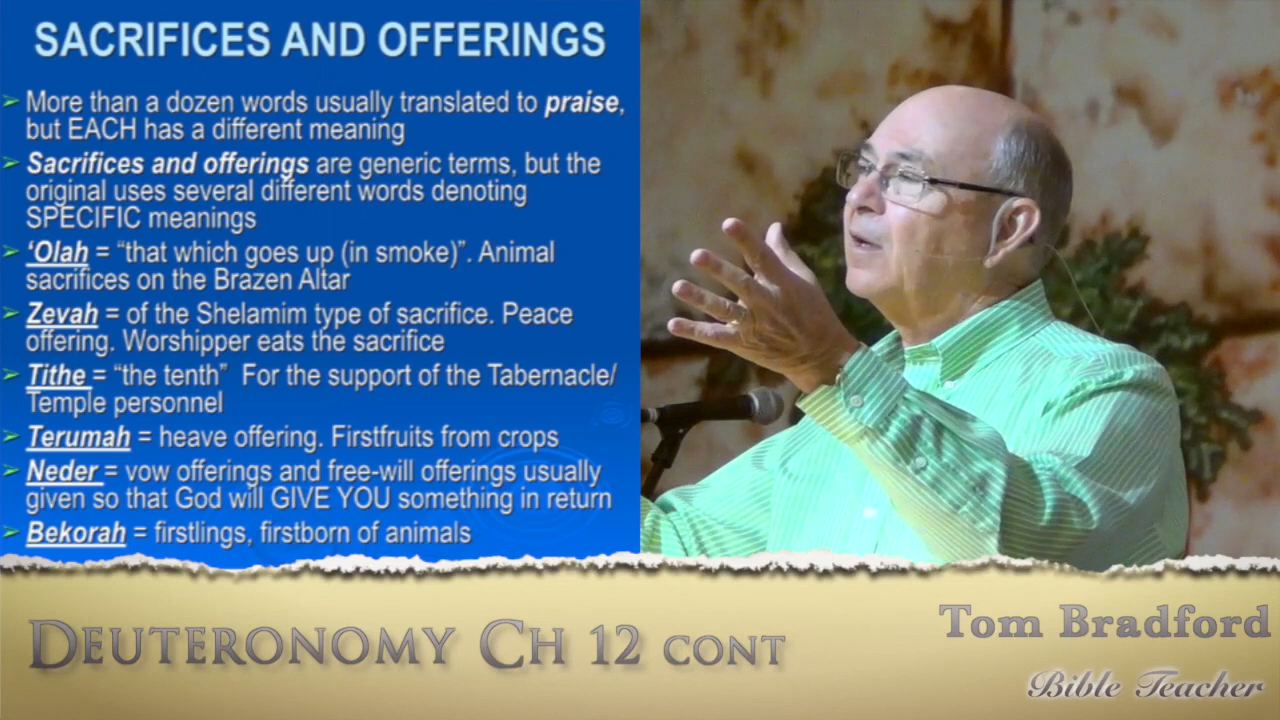 SACRIFICES AND OFFERINGS
➢ More than a dozen words usually translated to praise,
but EACH has a different meaning
➢ Sacrifices and offerings are generic terms, but the
original uses several different words denoting
SPECIFIC meanings
➢ ‘Olah = “that which goes up (in smoke)”. Animal
sacrifices on the Brazen Altar
➢ Zevah = of the Shelamim type of sacrifice. Peace
offering. Worshipper eats the sacrifice
➢ Tithe = “the tenth”  For the support of the Tabernacle/
Temple personnel
➢ Terumah = heave offering. Firstfruits from crops
➢ Neder = vow offerings and free-will offerings usually
given so that God will GIVE YOU something in return
➢ Bekorah = firstlings, firstborn of animals
DEUTERONOMY CH 12 CONT
Tom Bradford
Bible Teacher